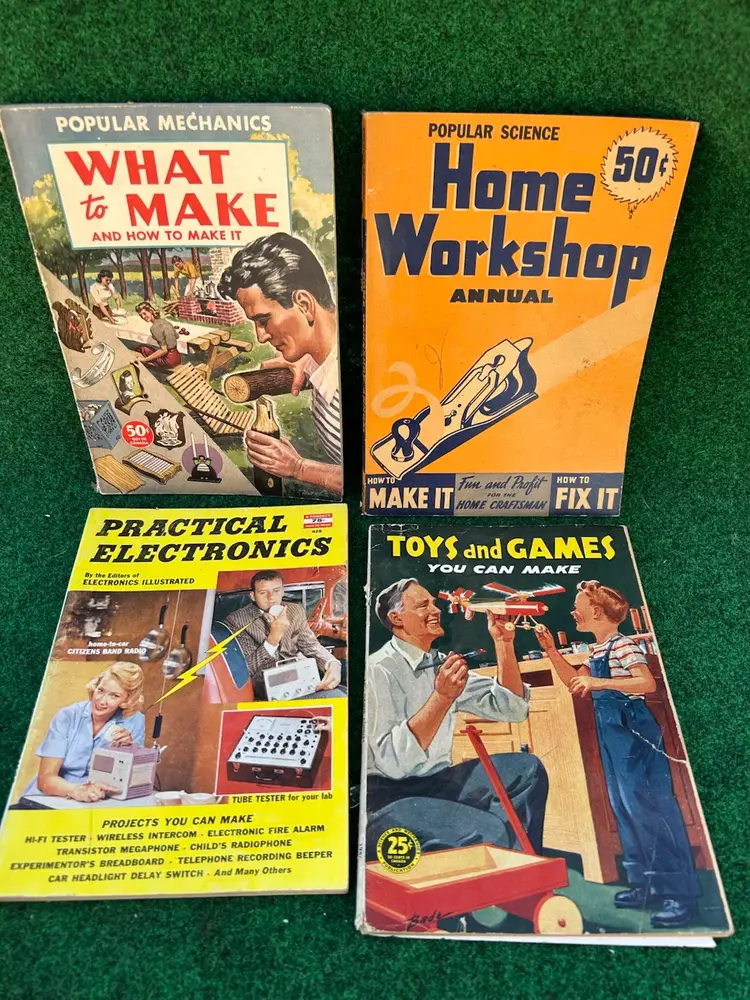 POPULAR MECHANICS
WHAT
to MAKE
AND HOW TO MAKE IT
50¢
POPULAR SCIENCE
50¢
Home
Workshop
ANNUAL
HOW TO
MAKE IT
Fun and Profit
FOR THE
HOME CRAFTSMAN
HOW TO
FIX IT
75¢
428
PRACTICAL
ELECTRONICS
By the Editors of
ELECTRONICS ILLUSTRATED
home-to-car
CITIZENS BAND RADIO
TUBE TESTER for your lab
PROJECTS YOU CAN MAKE
HI-FI TESTER · WIRELESS INTERCOM · ELECTRONIC FIRE ALARM
TRANSISTOR MEGAPHONE · CHILD'S RADIOPHONE
EXPERIMENTOR'S BREADBOARD · TELEPHONE RECORDING BEEPER
CAR HEADLIGHT DELAY SWITCH · And Many Others
TOYS and GAMES
YOU CAN MAKE
25¢